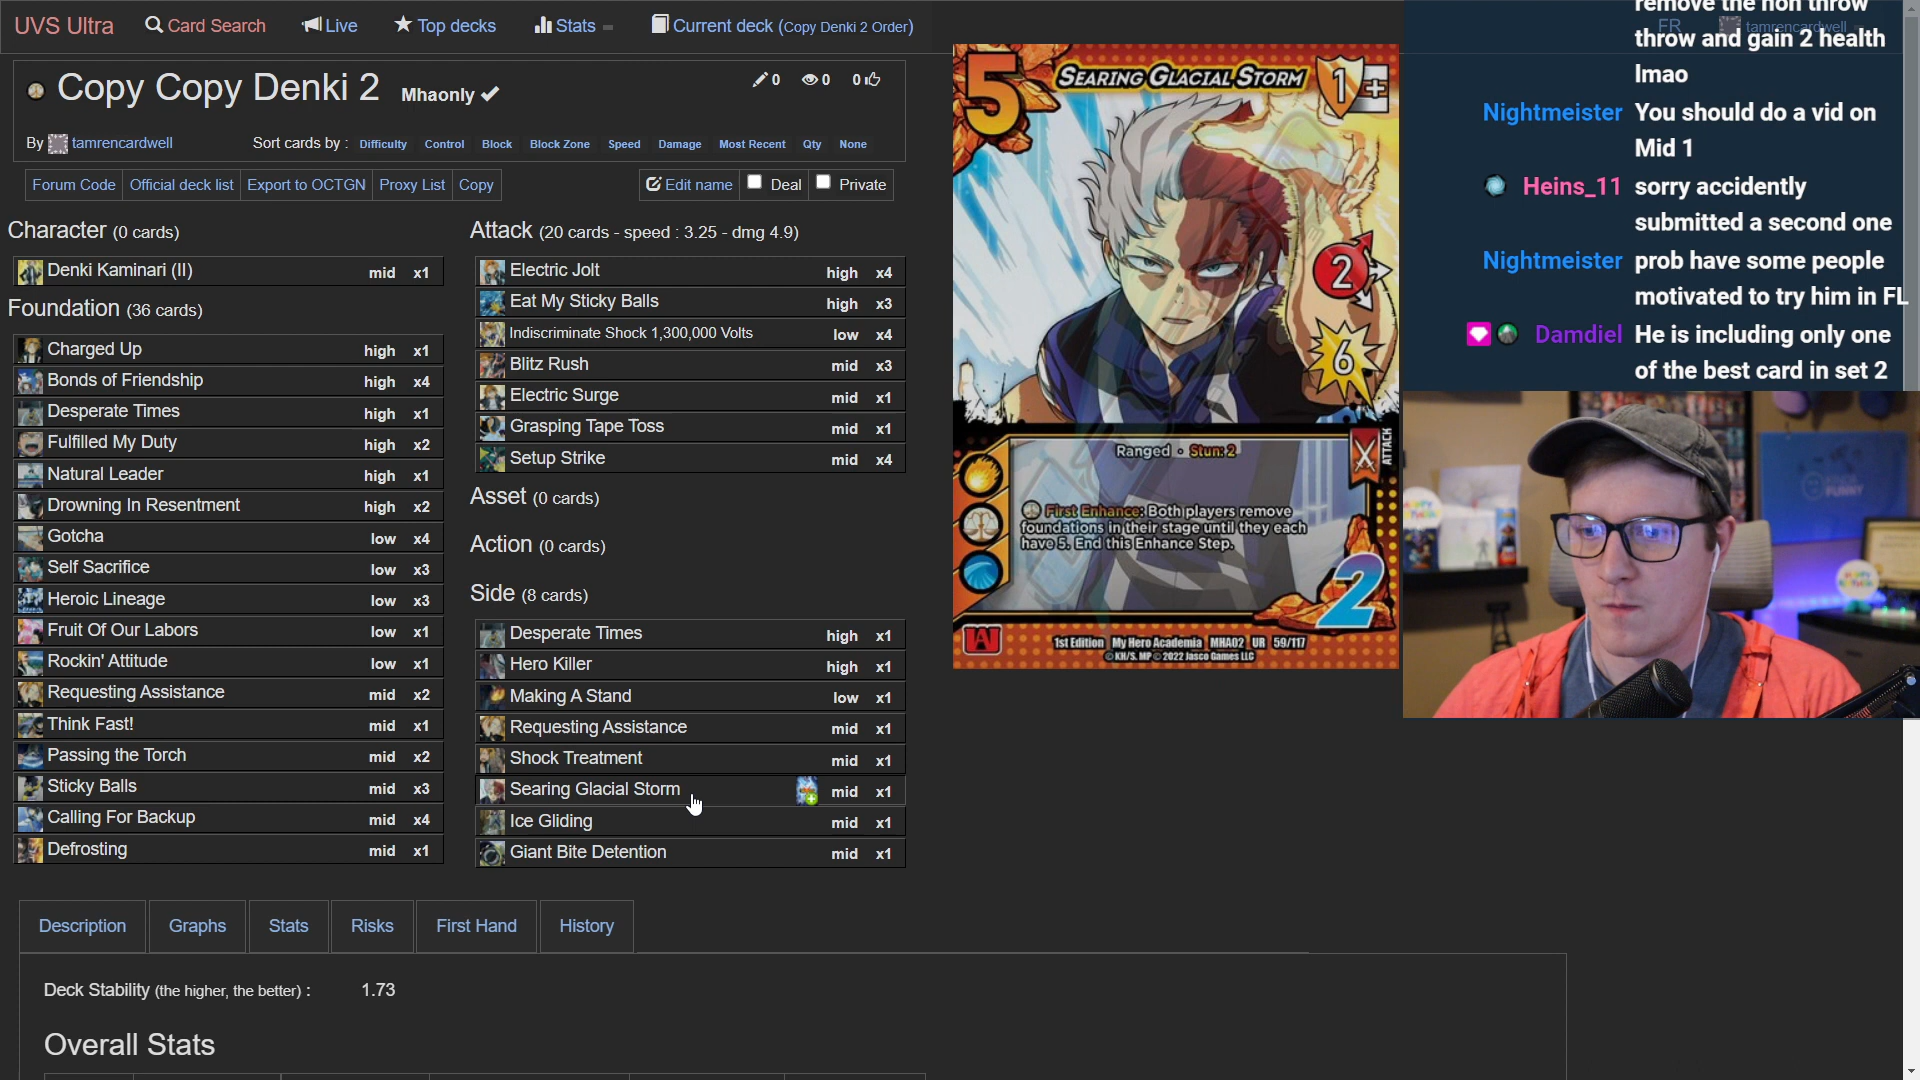 UVS Ultra
Card Search
Live
Top decks
Stats
Current deck (Copy Denki 2 Order)
FR
tamrencardwell
Copy Copy Denki 2
Mhaonly
0
0
0
By tamrencardwell
Sort cards by : Difficulty Control Block Block Zone Speed Damage Most Recent Qty None
Forum Code
Official deck list
Export to OCTGN
Proxy List
Copy
Edit name
Deal
Private
Character (0 cards)
Denki Kaminari (II) mid x1
Foundation (36 cards)
Charged Up high x1
Bonds of Friendship high x4
Desperate Times high x1
Fulfilled My Duty high x2
Natural Leader high x1
Drowning In Resentment high x2
Gotcha low x4
Self Sacrifice low x3
Heroic Lineage low x3
Fruit Of Our Labors low x1
Rockin' Attitude low x1
Requesting Assistance mid x2
Think Fast! mid x1
Passing the Torch mid x2
Sticky Balls mid x3
Calling For Backup mid x4
Defrosting mid x1
Attack (20 cards - speed : 3.25 - dmg 4.9)
Electric Jolt high x4
Eat My Sticky Balls high x3
Indiscriminate Shock 1,300,000 Volts low x4
Blitz Rush mid x3
Electric Surge mid x1
Grasping Tape Toss mid x1
Setup Strike mid x4
Asset (0 cards)
Action (0 cards)
Side (8 cards)
Desperate Times high x1
Hero Killer high x1
Making A Stand low x1
Requesting Assistance mid x1
Shock Treatment mid x1
Searing Glacial Storm mid x1
Ice Gliding mid x1
Giant Bite Detention mid x1
5
Searing Glacial Storm
1+
2
6
ATTACK
Ranged • Stun: 2
First Enhance: Both players remove
foundations in their stage until they each
have 5. End this Enhance Step.
2
1st Edition My Hero Academia MHA02 UR 59/117
©KH/S. MP © 2022 Jasco Games LLC
remove the non throw
throw and gain 2 health
lmao
Nightmeister You should do a vid on
Mid 1
Heins_11 sorry accidently
submitted a second one
Nightmeister prob have some people
motivated to try him in FL
Damdiel He is including only one
of the best card in set 2
Description
Graphs
Stats
Risks
First Hand
History
Deck Stability (the higher, the better) : 1.73
Overall Stats